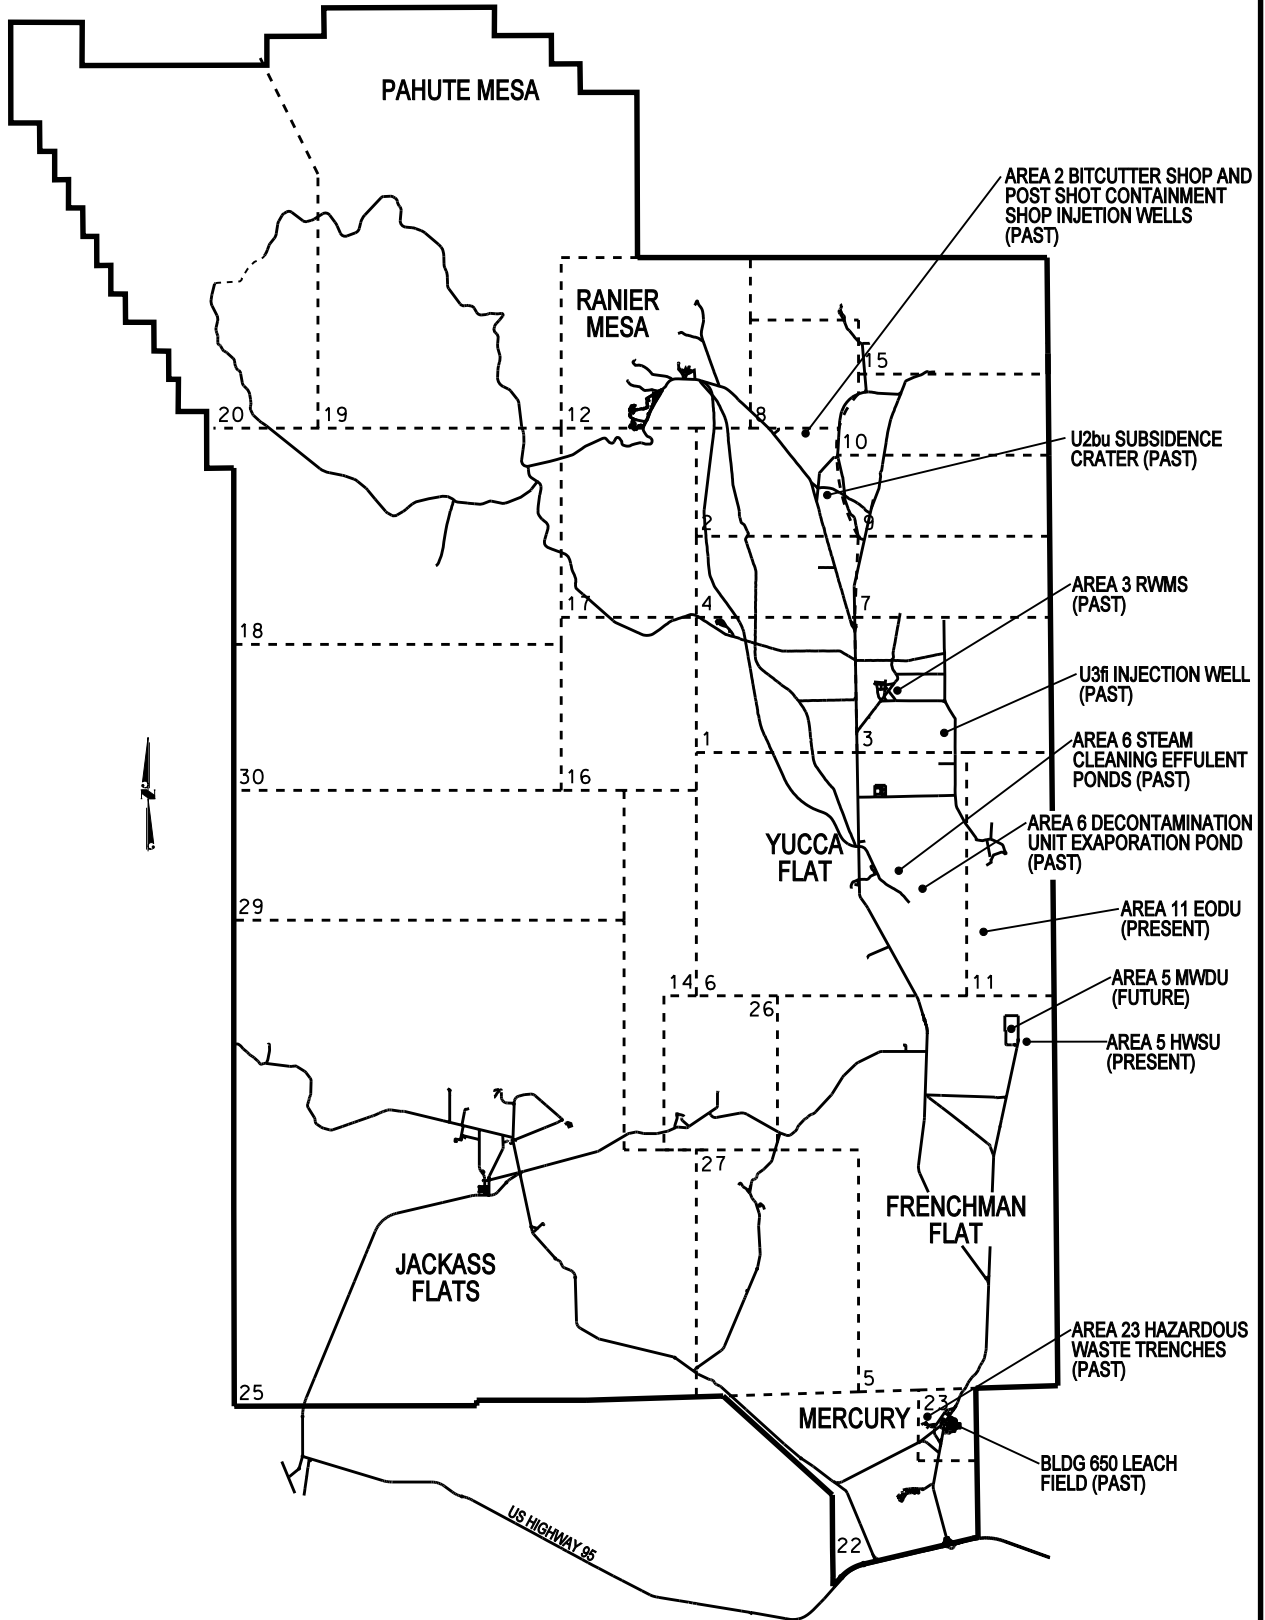 PAHUTE MESA
AREA 2 BITCUTTER SHOP AND
POST SHOT CONTAINMENT
SHOP INJETION WELLS
(PAST)
RANIER
MESA
15
20
19
12
8
10
U2bu SUBSIDENCE
CRATER (PAST)
2
9
AREA 3 RWMS
(PAST)
17
4
7
18
U3fi INJECTION WELL
(PAST)
1
3
AREA 6 STEAM
CLEANING EFFULENT
PONDS (PAST)
30
16
AREA 6 DECONTAMINATION
UNIT EXAPORATION POND
(PAST)
YUCCA
FLAT
29
AREA 11 EODU
(PRESENT)
14
6
11
AREA 5 MWDU
(FUTURE)
26
AREA 5 HWSU
(PRESENT)
27
FRENCHMAN
FLAT
JACKASS
FLATS
AREA 23 HAZARDOUS
WASTE TRENCHES
(PAST)
25
5
23
MERCURY
BLDG 650 LEACH
FIELD (PAST)
US HIGHWAY 95
22
N